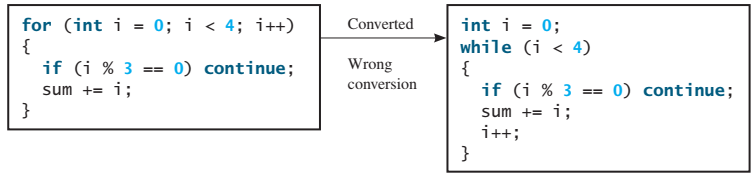 for (int i = 0; i < 4; i++)
{
  if (i % 3 == 0) continue;
  sum += i;
}
Converted
Wrong
conversion
int i = 0;
while (i < 4)
{
  if (i % 3 == 0) continue;
  sum += i;
  i++;
}